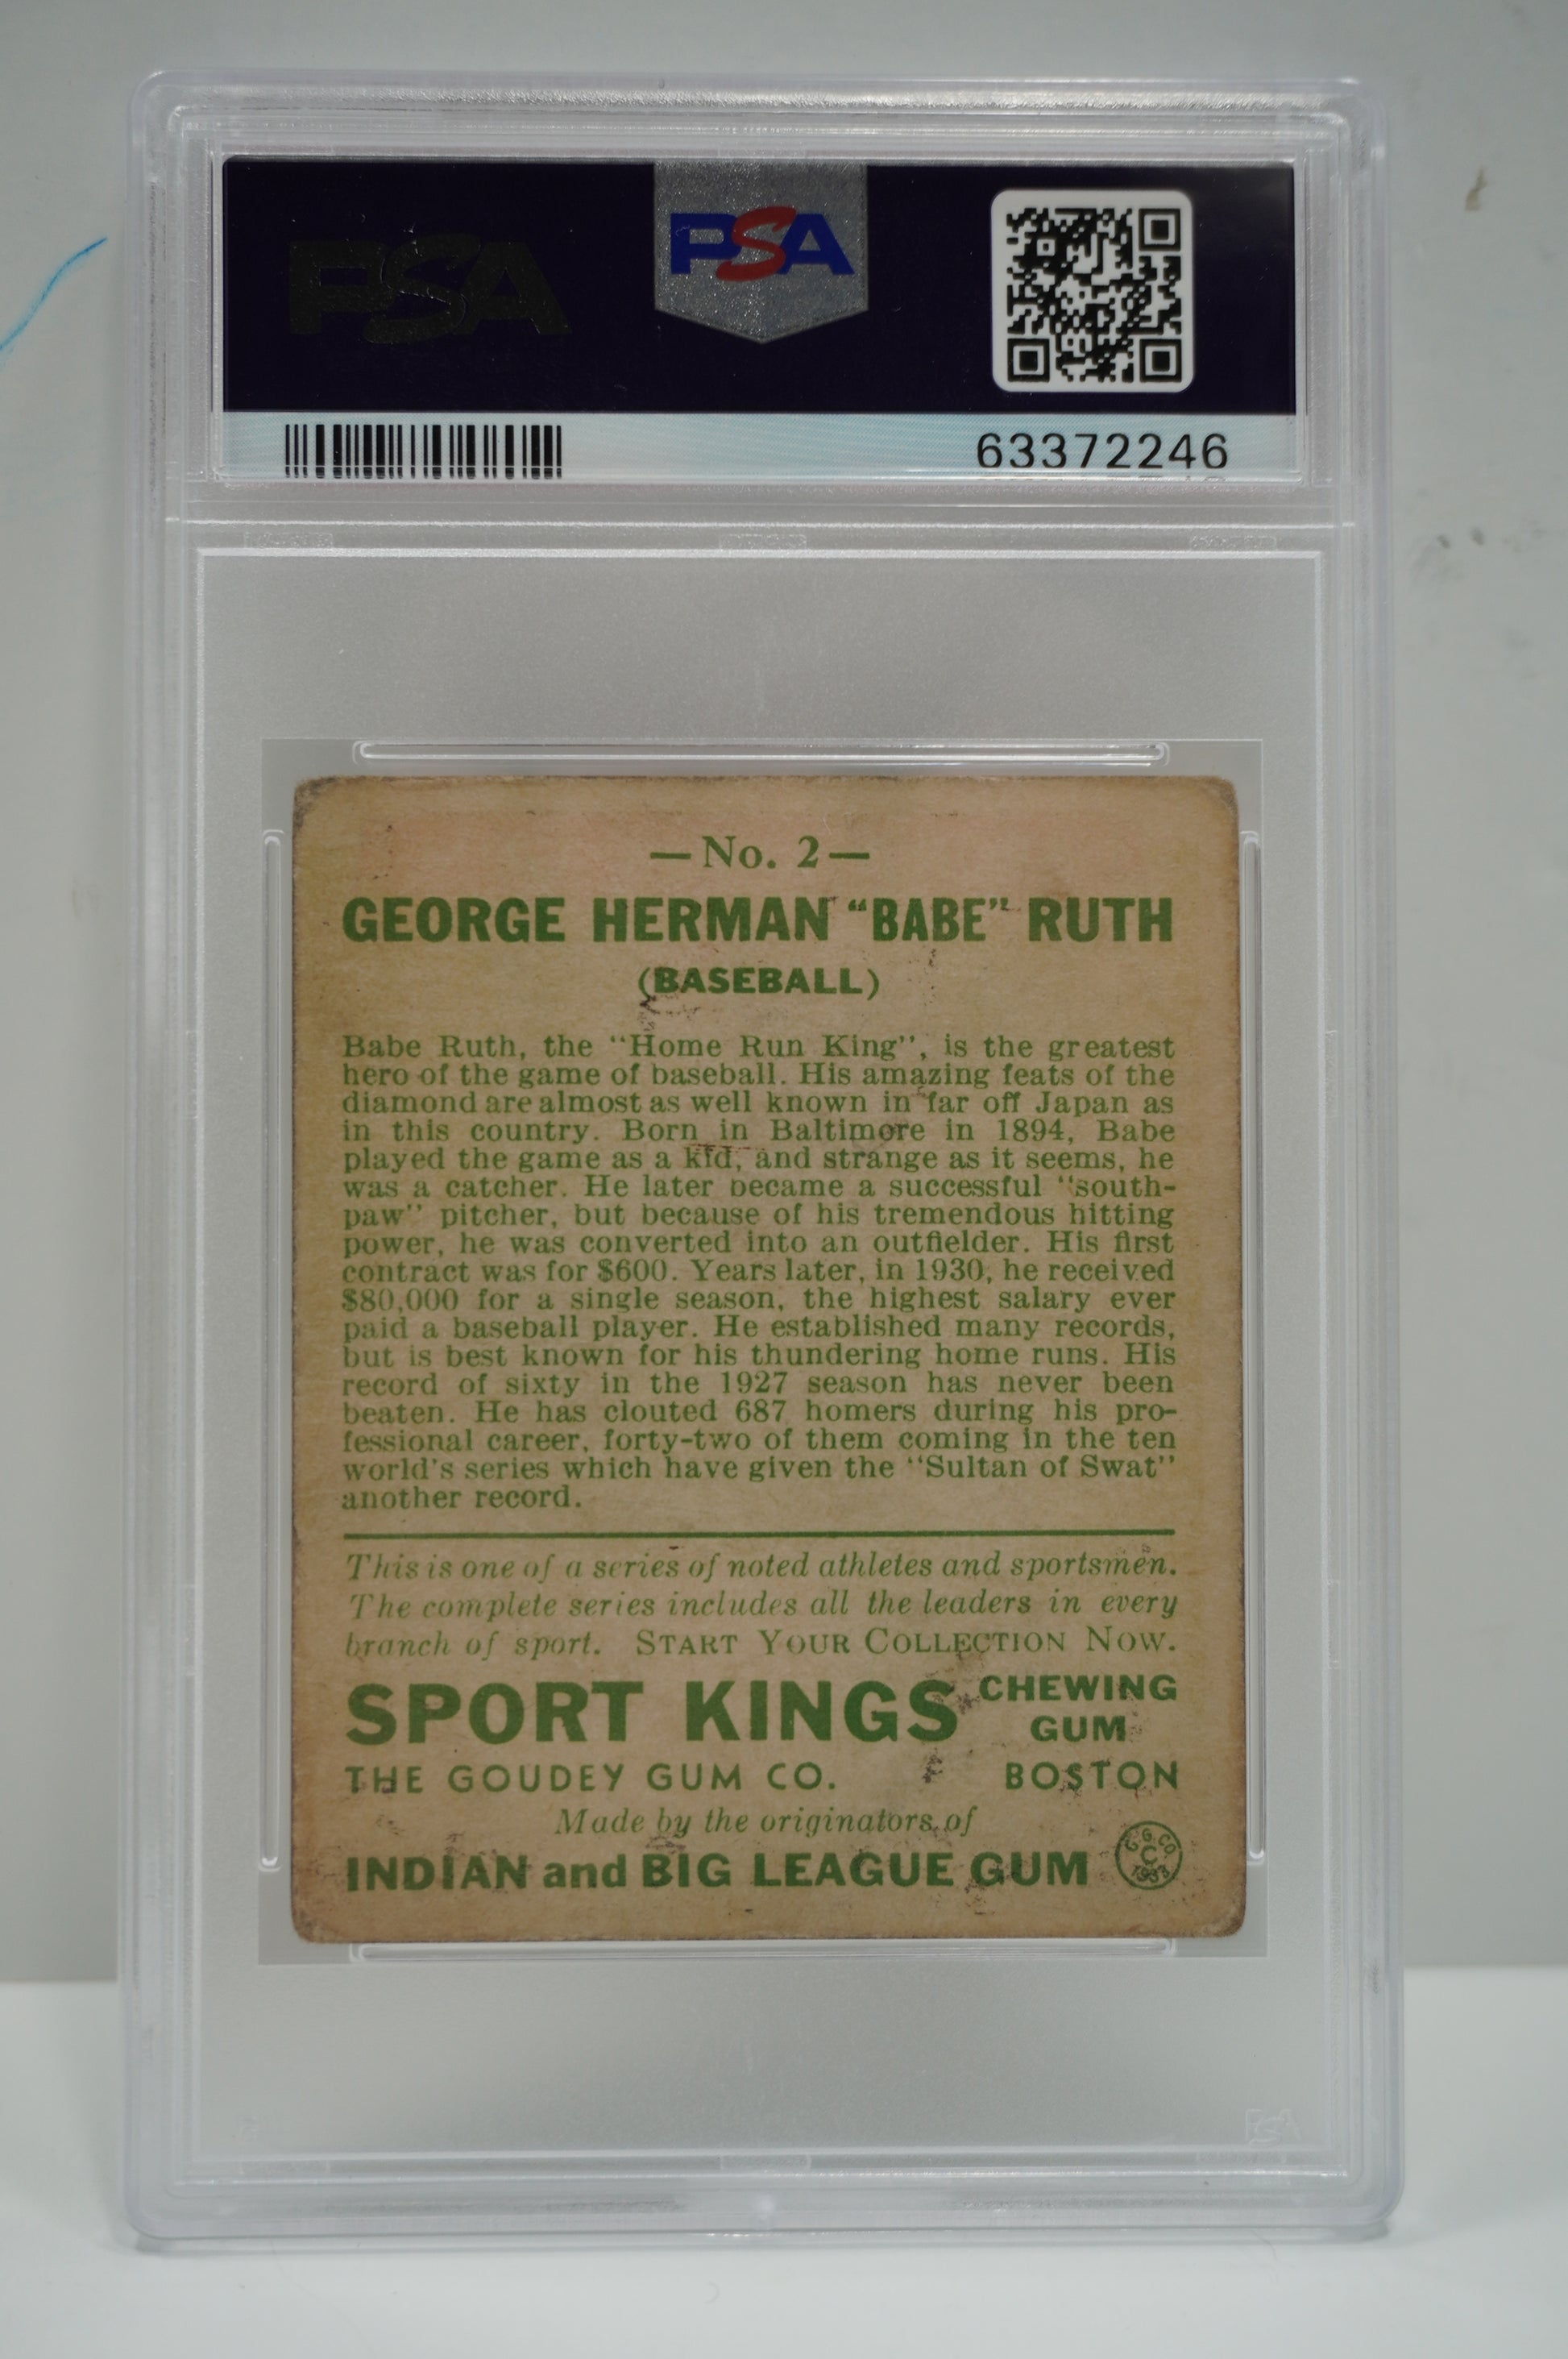 PSA
PSA
63372246
—No. 2—
GEORGE HERMAN "BABE" RUTH
(BASEBALL)
Babe Ruth, the "Home Run King", is the greatest
hero of the game of baseball. His amazing feats of the
diamond are almost as well known in far off Japan as
in this country. Born in Baltimore in 1894, Babe
played the game as a kid, and strange as it seems, he
was a catcher. He later became a successful "south-
paw" pitcher, but because of his tremendous hitting
power, he was converted into an outfielder. His first
contract was for $600. Years later, in 1930, he received
$80,000 for a single season, the highest salary ever
paid a baseball player. He established many records,
but is best known for his thundering home runs. His
record of sixty in the 1927 season has never been
beaten. He has clouted 687 homers during his pro-
fessional career, forty-two of them coming in the ten
world's series which have given the "Sultan of Swat"
another record.
This is one of a series of noted athletes and sportsmen.
The complete series includes all the leaders in every
branch of sport. START YOUR COLLECTION NOW.
SPORT KINGS CHEWING
GUM
THE GOUDEY GUM CO. BOSTON
Made by the originators of
INDIAN and BIG LEAGUE GUM
G. G. CO.
C
1933
PSA